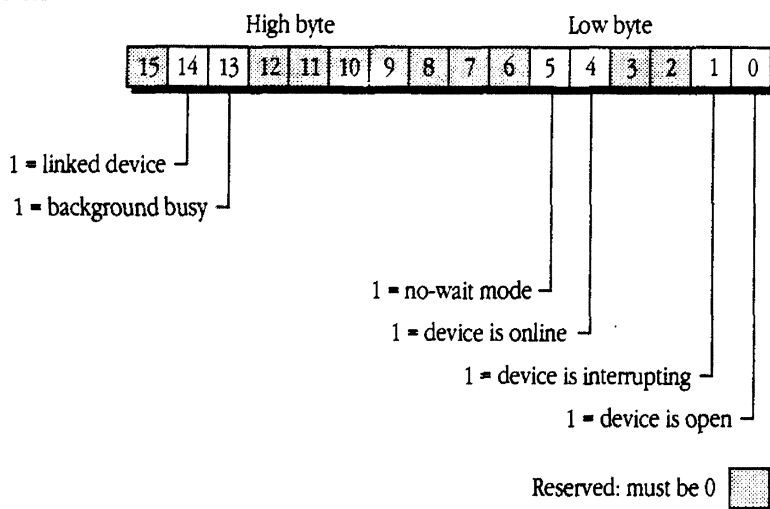 High byte Low byte
15 14 13 12 11 10 9 8 7 6 5 4 3 2 1 0
1 = linked device
1 = background busy
1 = no-wait mode
1 = device is online
1 = device is interrupting
1 = device is open
Reserved: must be 0